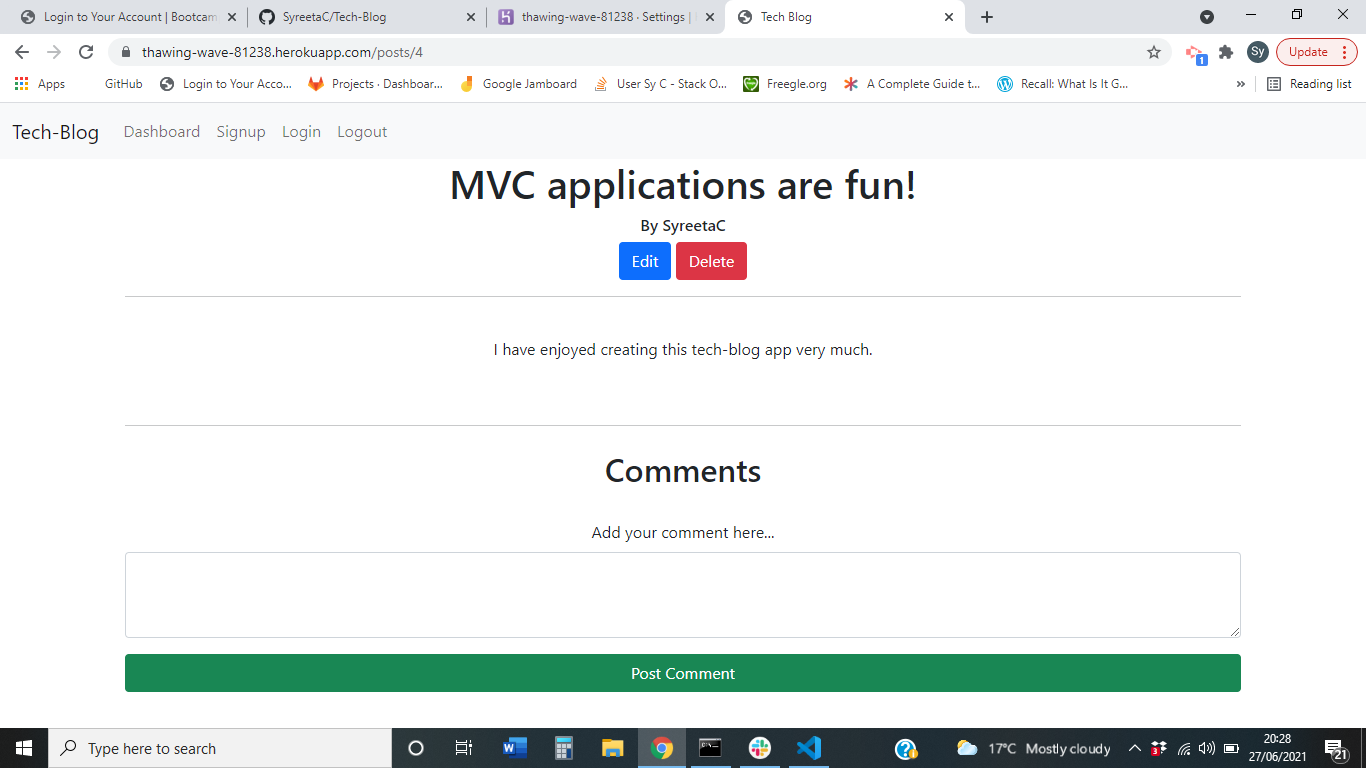 Login to Your Account | Bootcam
SyreetaC/Tech-Blog
thawing-wave-81238 · Settings |
Tech Blog
thawing-wave-81238.herokuapp.com/posts/4
1
Sy
Update
Apps
GitHub
Login to Your Acco...
Projects · Dashboar...
Google Jamboard
User Sy C - Stack O...
Freegle.org
A Complete Guide t...
Recall: What Is It G...
»
Reading list
Tech-Blog
Dashboard
Signup
Login
Logout
MVC applications are fun!
By SyreetaC
Edit
Delete
I have enjoyed creating this tech-blog app very much.
Comments
Add your comment here...
Post Comment
Type here to search
17°C Mostly cloudy
3
20:28
27/06/2021
21